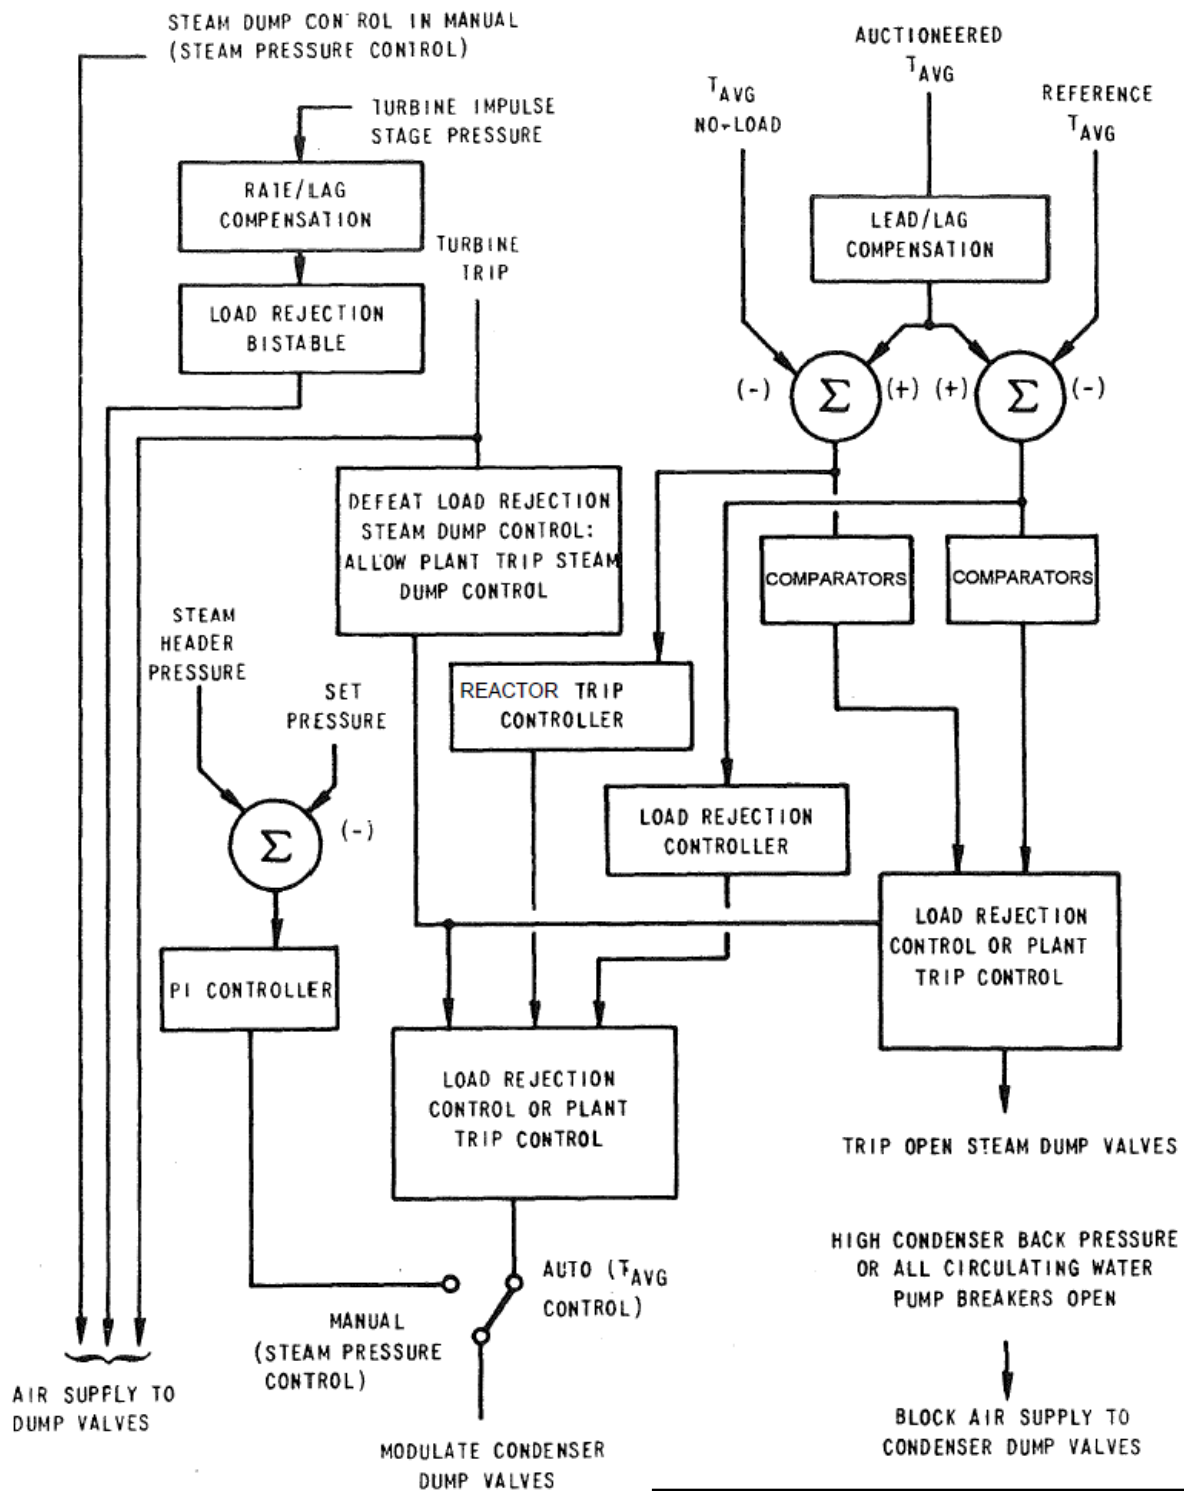 STEAM DUMP CONTROL IN MANUAL
(STEAM PRESSURE CONTROL)
AUCTIONEERED
TAVG
TAVG
NO-LOAD
REFERENCE
TAVG
TURBINE IMPULSE
STAGE PRESSURE
RATE/LAG
COMPENSATION
LEAD/LAG
COMPENSATION
TURBINE
TRIP
LOAD REJECTION
BISTABLE
(-)
Σ
(+)
(+)
Σ
(-)
DEFEAT LOAD REJECTION
STEAM DUMP CONTROL:
ALLOW PLANT TRIP STEAM
DUMP CONTROL
COMPARATORS
COMPARATORS
STEAM
HEADER
PRESSURE
SET
PRESSURE
REACTOR TRIP
CONTROLLER
Σ
(-)
LOAD REJECTION
CONTROLLER
PI CONTROLLER
LOAD REJECTION
CONTROL OR PLANT
TRIP CONTROL
LOAD REJECTION
CONTROL OR PLANT
TRIP CONTROL
TRIP OPEN STEAM DUMP VALVES
HIGH CONDENSER BACK PRESSURE
OR ALL CIRCULATING WATER
PUMP BREAKERS OPEN
AUTO (TAVG
CONTROL)
MANUAL
(STEAM PRESSURE
CONTROL)
AIR SUPPLY TO
DUMP VALVES
BLOCK AIR SUPPLY TO
CONDENSER DUMP VALVES
MODULATE CONDENSER
DUMP VALVES